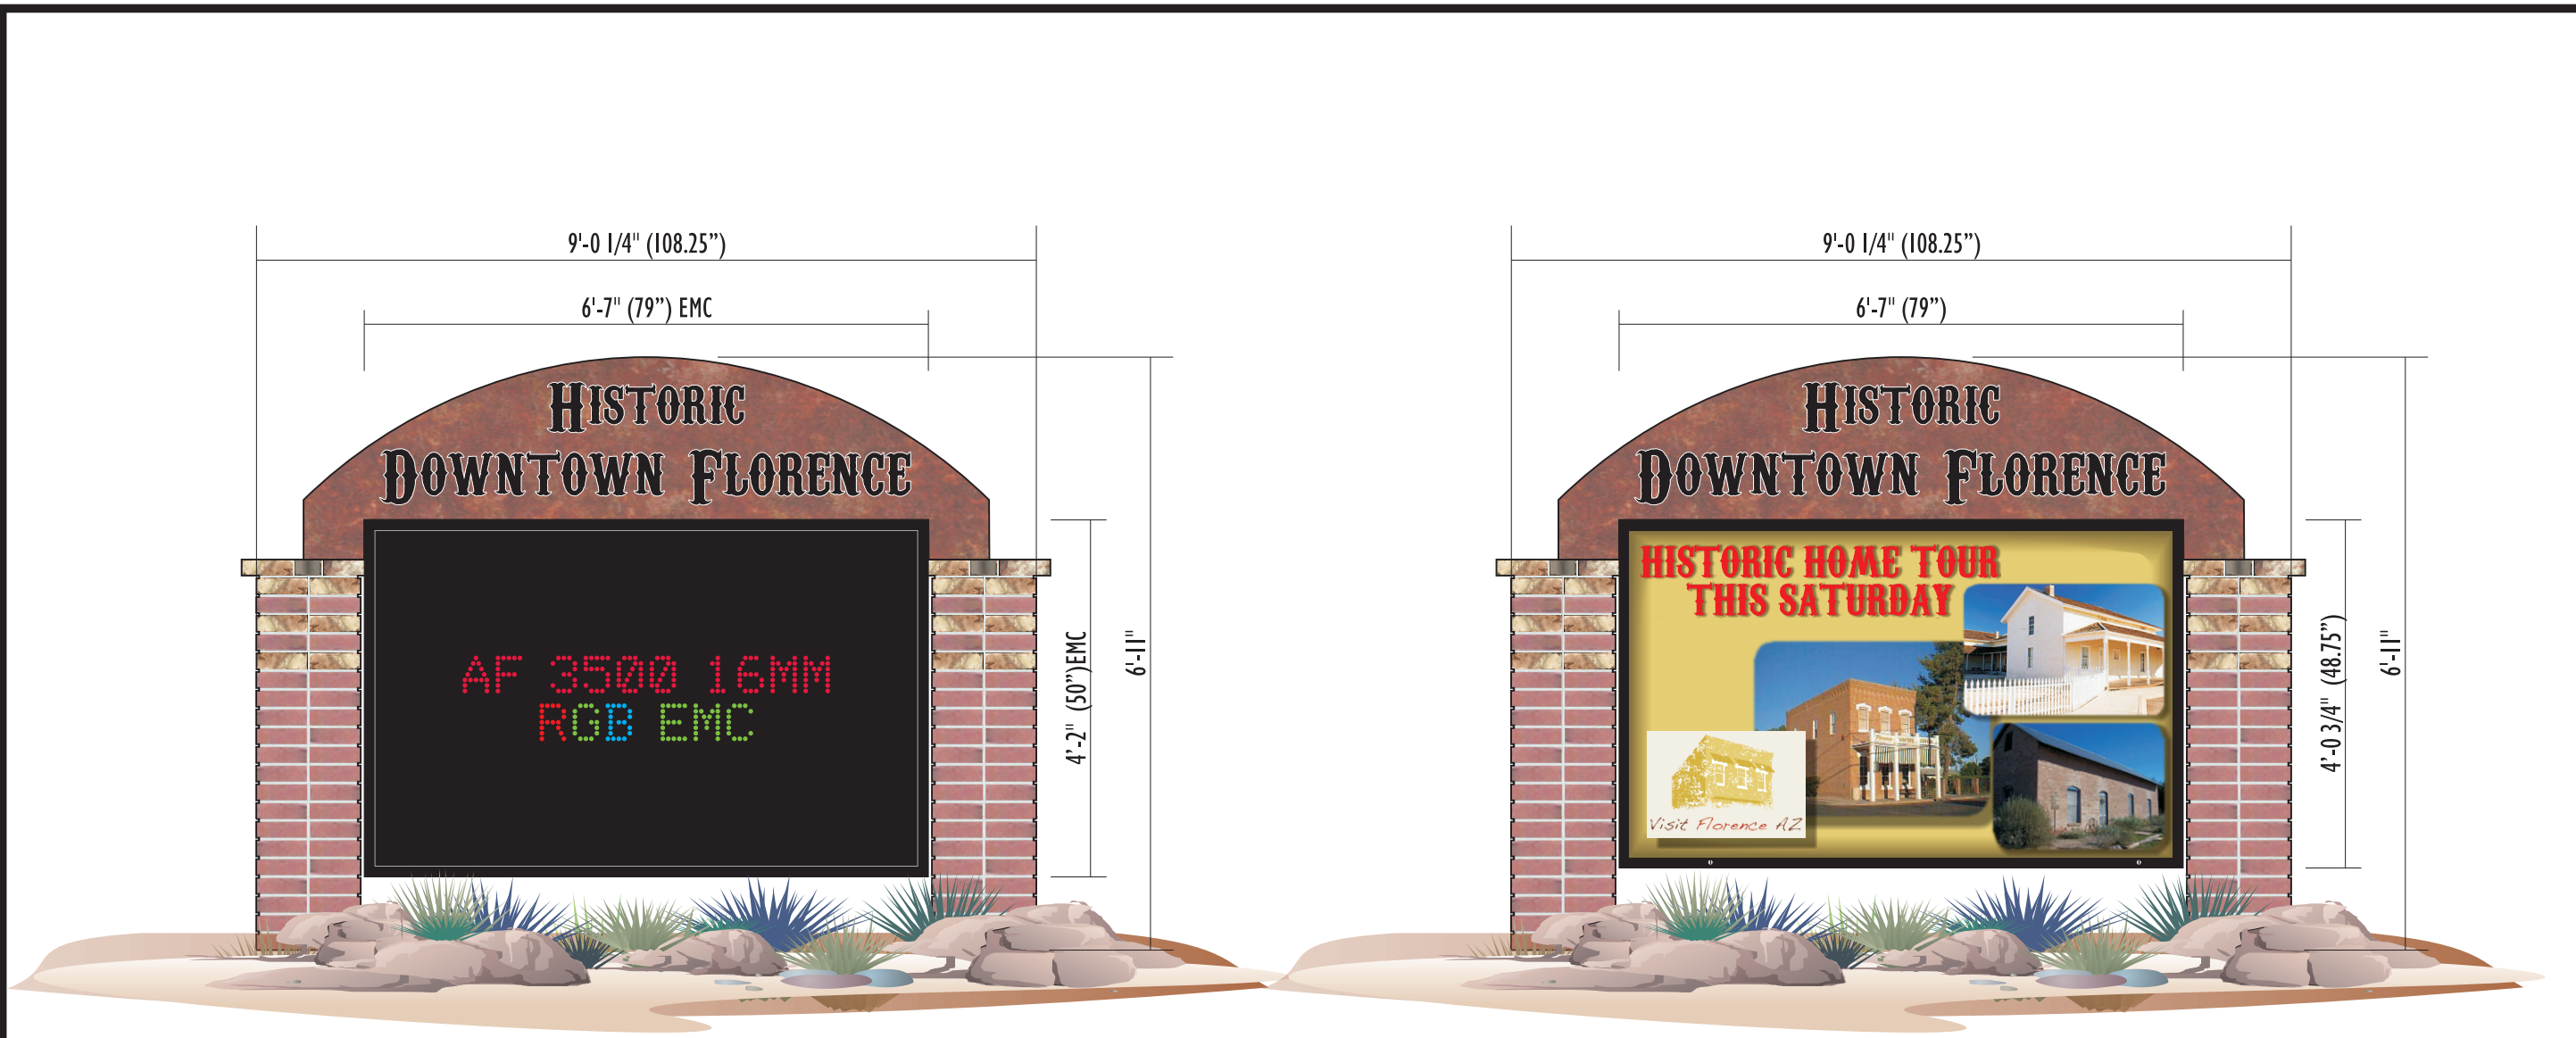 9'-0 1/4" (108.25”)
6'-7" (79”) EMC
HISTORIC
DOWNTOWN FLORENCE
AF 3500 16MM
RGB EMC
4'-2" (50”)EMC
6'-11"
9'-0 1/4" (108.25”)
6'-7" (79”)
HISTORIC
DOWNTOWN FLORENCE
HISTORIC HOME TOUR
THIS SATURDAY
Visit Florence AZ
4'-0 3/4" (48.75”)
6'-11"